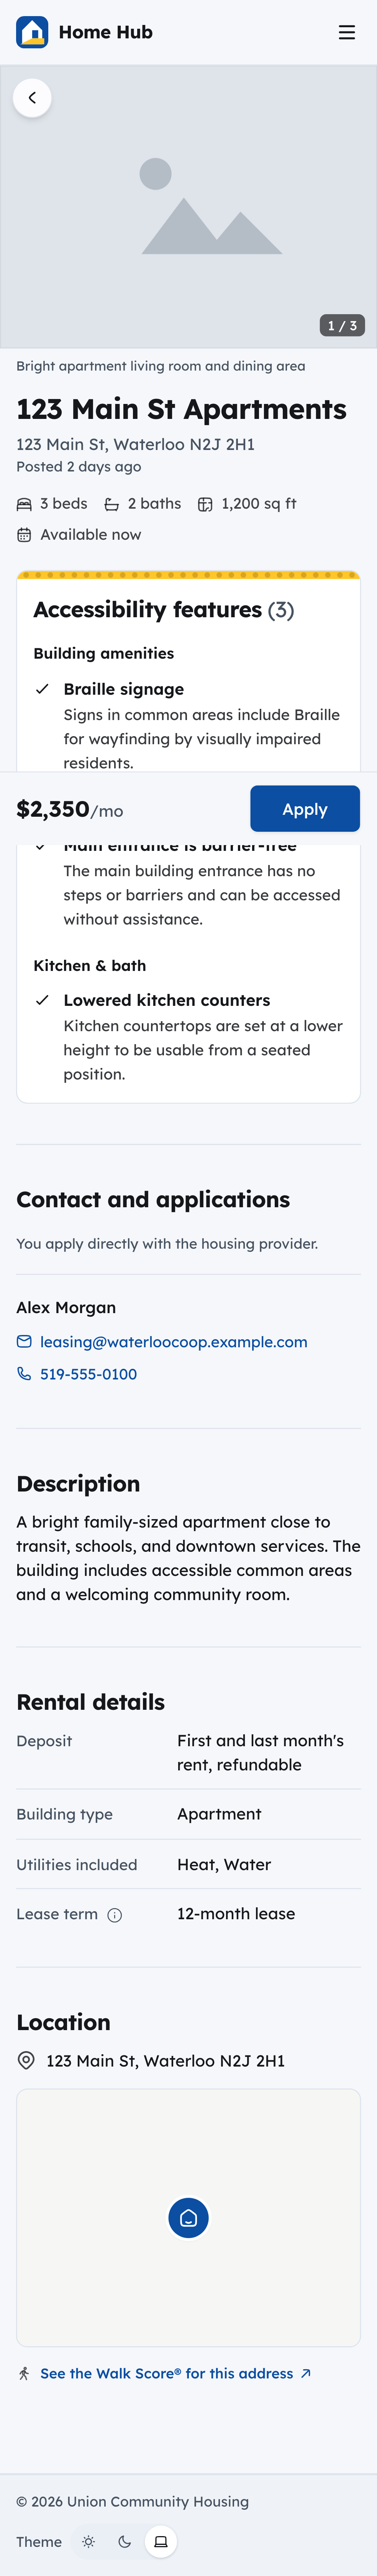 Home Hub
1 / 3
Bright apartment living room and dining area
123 Main St Apartments
123 Main St, Waterloo N2J 2H1
Posted 2 days ago
3 beds 2 baths 1,200 sq ft
Available now
Accessibility features (3)
Building amenities
Braille signage
Signs in common areas include Braille
for wayfinding by visually impaired
residents.
$2,350/mo Apply
Main entrance is barrier-free
The main building entrance has no
steps or barriers and can be accessed
without assistance.
Kitchen & bath
Lowered kitchen counters
Kitchen countertops are set at a lower
height to be usable from a seated
position.
Contact and applications
You apply directly with the housing provider.
Alex Morgan
leasing@waterloocoop.example.com
519-555-0100
Description
A bright family-sized apartment close to
transit, schools, and downtown services. The
building includes accessible common areas
and a welcoming community room.
Rental details
Deposit First and last month's
rent, refundable
Building type Apartment
Utilities included Heat, Water
Lease term 12-month lease
Location
123 Main St, Waterloo N2J 2H1
See the Walk Score® for this address
© 2026 Union Community Housing
Theme